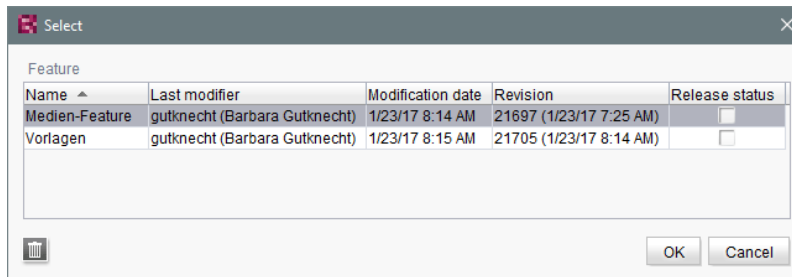 Select
Feature
Name Last modifier Modification date Revision Release status
Medien-Feature gutknecht (Barbara Gutknecht) 1/23/17 8:14 AM 21697 (1/23/17 7:25 AM)
Vorlagen gutknecht (Barbara Gutknecht) 1/23/17 8:15 AM 21705 (1/23/17 8:14 AM)
OK Cancel